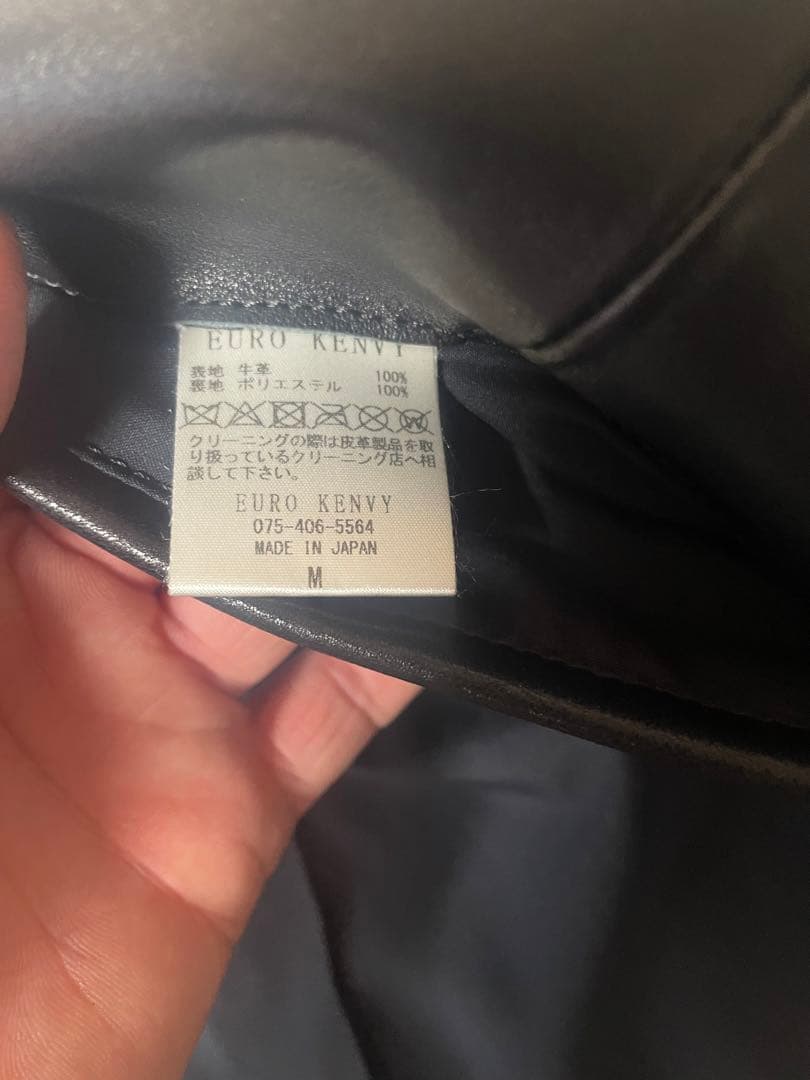 EURO KENVY
表地 牛革 100%
裏地 ポリエステル 100%
クリーニングの際は皮革製品を取
り扱っているクリーニング店へ相
談して下さい。
EURO KENVY
075-406-5564
MADE IN JAPAN
M